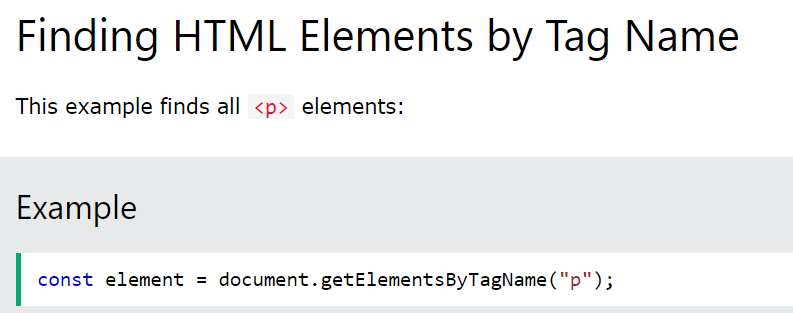 Finding HTML Elements by Tag Name
This example finds all <p> elements:
Example
const element = document.getElementsByTagName("p");